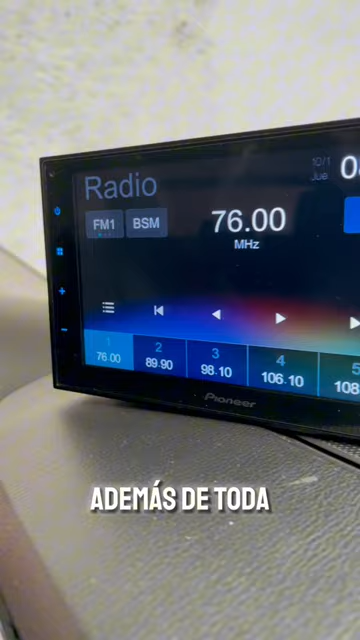 Radio
10/1
Jue
FM1 BSM
76.00
MHz
1 2 3 4 5
76.00 89.90 98.10 106.10 108
Pioneer
ADEMÁS DE TODA